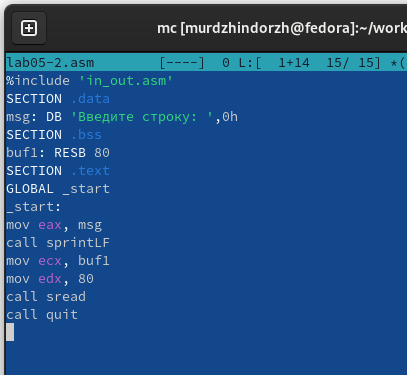 mc [murdzhindorzh@fedora]:~/work
lab05-2.asm [----] 0 L:[ 1+14 15/ 15] *(
%include 'in_out.asm'
SECTION .data
msg: DB 'Введите строку: ',0h
SECTION .bss
buf1: RESB 80
SECTION .text
GLOBAL _start
_start:
mov eax, msg
call sprintLF
mov ecx, buf1
mov edx, 80
call sread
call quit